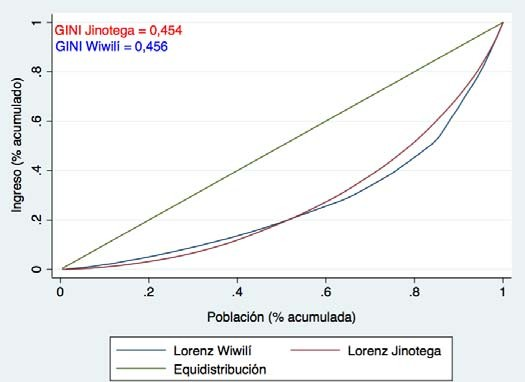 GINI Jinotega = 0,454
GINI Wiwilí = 0,456
Ingreso (% acumulado)
1
.8
.6
.4
.2
0
0 .2 .4 .6 .8 1
Población (% acumulada)
Lorenz Wiwilí Lorenz Jinotega
Equidistribución